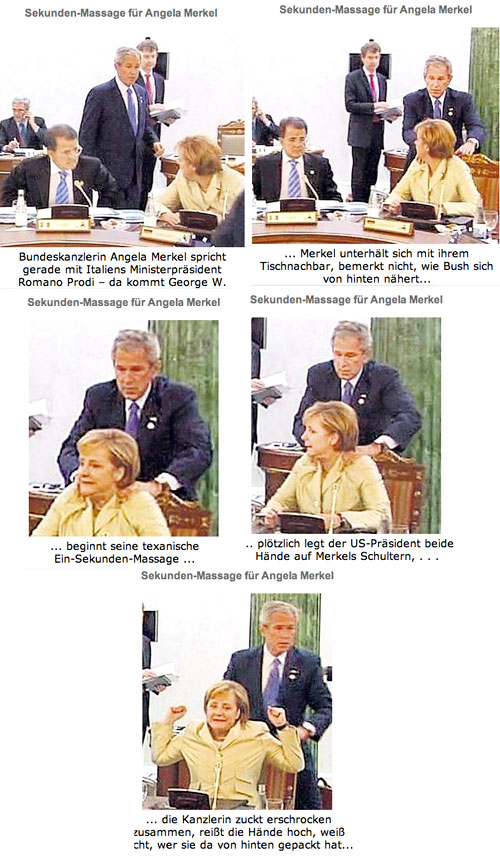 Sekunden-Massage für Angela Merkel
Bundeskanzlerin Angela Merkel spricht
gerade mit Italiens Ministerpräsident
Romano Prodi – da kommt George W.
Sekunden-Massage für Angela Merkel
... Merkel unterhält sich mit ihrem
Tischnachbar, bemerkt nicht, wie Bush sich
von hinten nähert...
Sekunden-Massage für Angela Merkel
... beginnt seine texanische
Ein-Sekunden-Massage ...
Sekunden-Massage für Angela Merkel
.. plötzlich legt der US-Präsident beide
Hände auf Merkels Schultern, . . .
Sekunden-Massage für Angela Merkel
... die Kanzlerin zuckt erschrocken
zusammen, reißt die Hände hoch, weiß
cht, wer sie da von hinten gepackt hat...